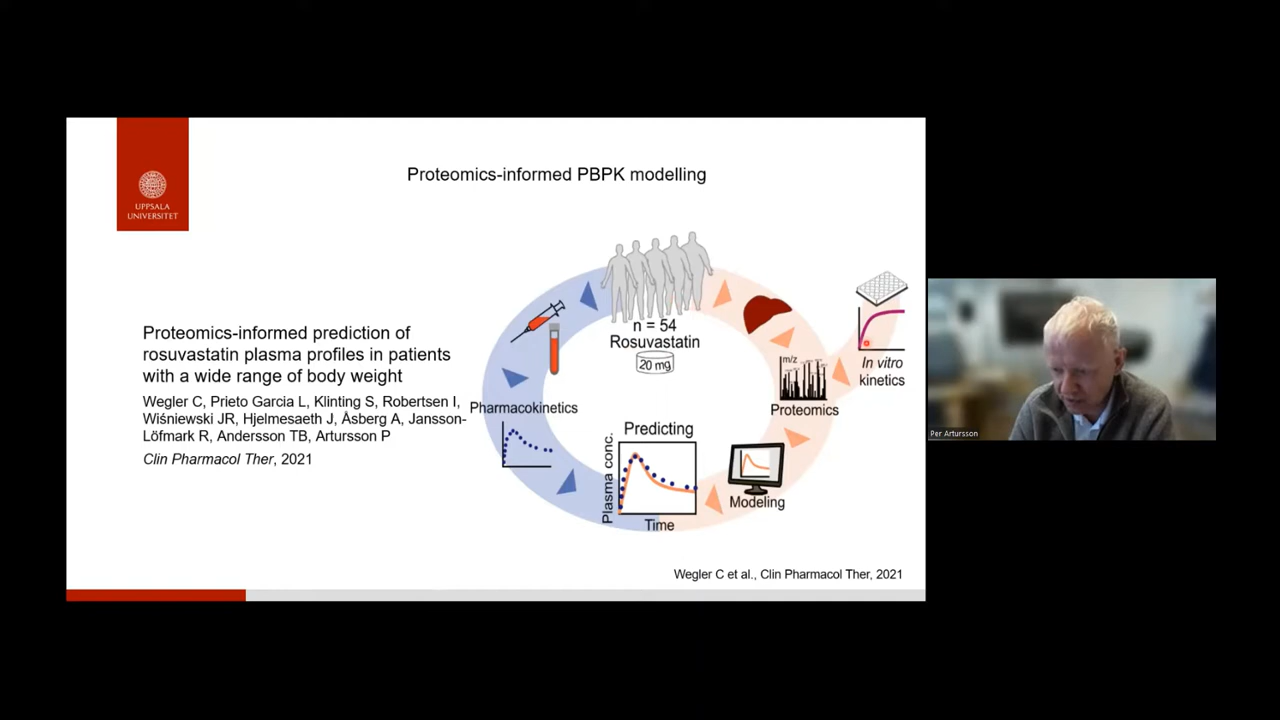 UPPSALA
UNIVERSITET
Proteomics-informed PBPK modelling
Proteomics-informed prediction of
rosuvastatin plasma profiles in patients
with a wide range of body weight
Wegler C, Prieto Garcia L, Klinting S, Robertsen I,
Wiśniewski JR, Hjelmesaeth J, Åsberg A, Jansson-
Löfmark R, Andersson TB, Artursson P
Clin Pharmacol Ther, 2021
n = 54
Rosuvastatin
20 mg
m/z
Proteomics
In vitro
kinetics
Pharmacokinetics
Predicting
Plasma conc.
Time
Modeling
Wegler C et al., Clin Pharmacol Ther, 2021
Per Artursson